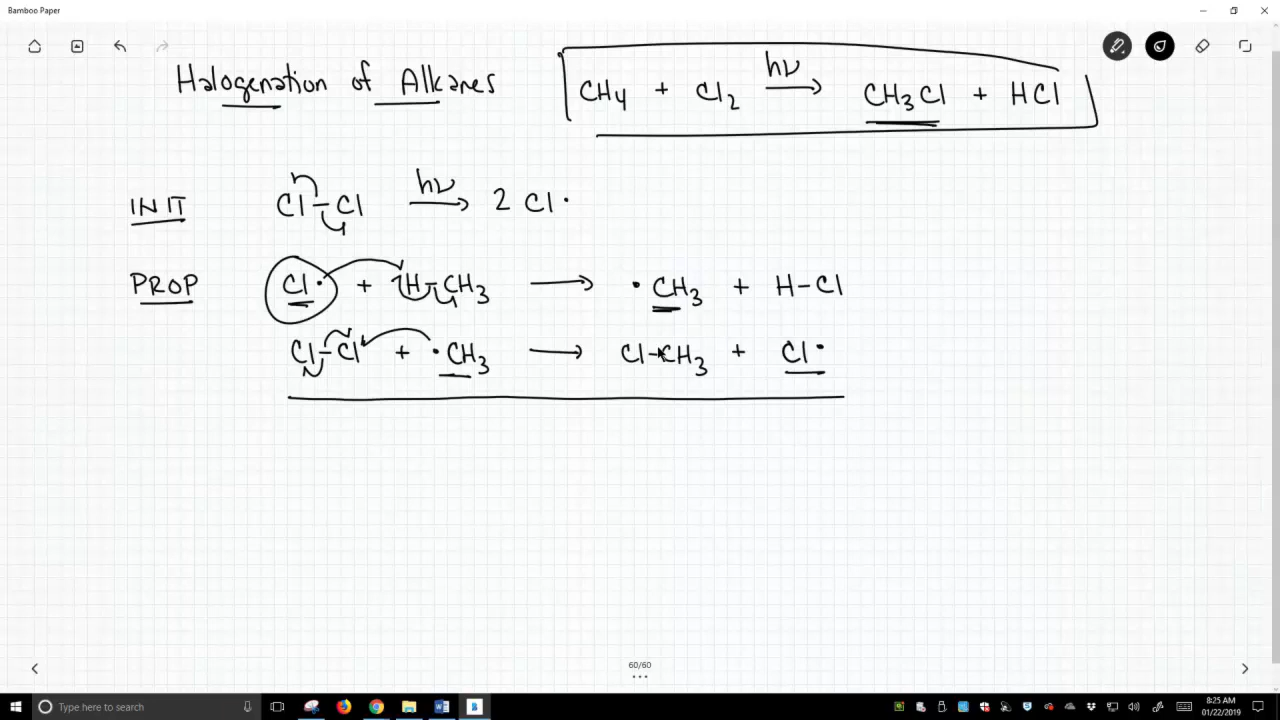 Bamboo Paper
Halogenation of Alkanes
CH4 + Cl2 hν → CH3Cl + HCl
INIT Cl–Cl hν → 2 Cl·
PROP Cl· + H–CH3 → ·CH3 + H–Cl
Cl–Cl + ·CH3 → Cl–CH3 + Cl·
60/60
Type here to search
8:25 AM
01/22/2019